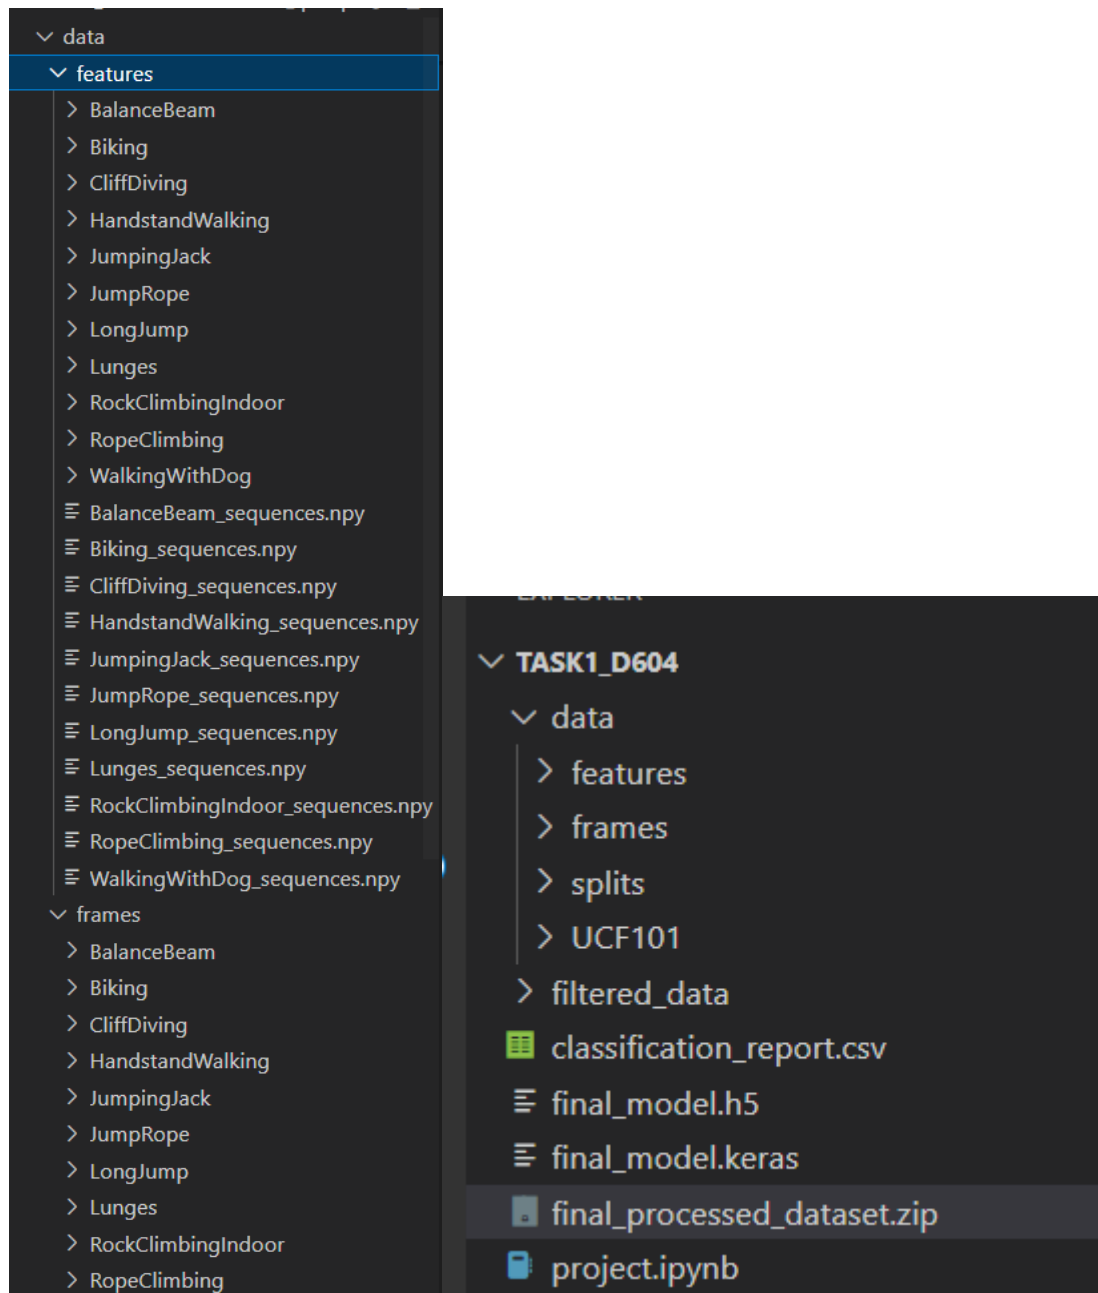 data
features
BalanceBeam
Biking
CliffDiving
HandstandWalking
JumpingJack
JumpRope
LongJump
Lunges
RockClimbingIndoor
RopeClimbing
WalkingWithDog
BalanceBeam_sequences.npy
Biking_sequences.npy
CliffDiving_sequences.npy
HandstandWalking_sequences.npy
JumpingJack_sequences.npy
JumpRope_sequences.npy
LongJump_sequences.npy
Lunges_sequences.npy
RockClimbingIndoor_sequences.npy
RopeClimbing_sequences.npy
WalkingWithDog_sequences.npy
frames
BalanceBeam
Biking
CliffDiving
HandstandWalking
JumpingJack
JumpRope
LongJump
Lunges
RockClimbingIndoor
RopeClimbing
TASK1_D604
data
features
frames
splits
UCF101
filtered_data
classification_report.csv
final_model.h5
final_model.keras
final_processed_dataset.zip
project.ipynb